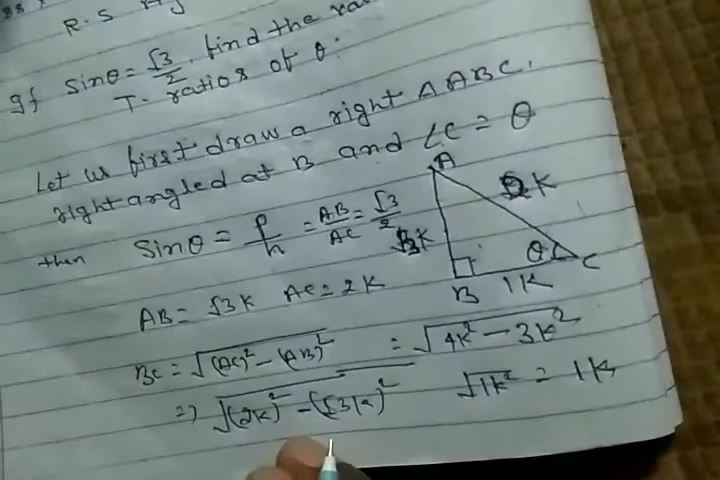 R.S
If sinθ = √3/2, find the
T- ratios of θ.
Let us first draw a right △ABC.
right angled at B and ∠C = θ
then sinθ = p/h = AB/AC = √3/2
A
2K
√3K
θ
B 1K C
AB = √3K AC = 2K
BC = √(AC)² - (AB)² = √4K² - 3K²
⇒ √(2K)² - (√3K)² √1K² = 1K